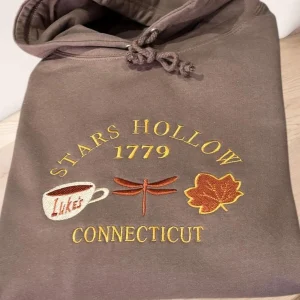 STARS HOLLOW
1779
LUKE'S
CONNECTICUT